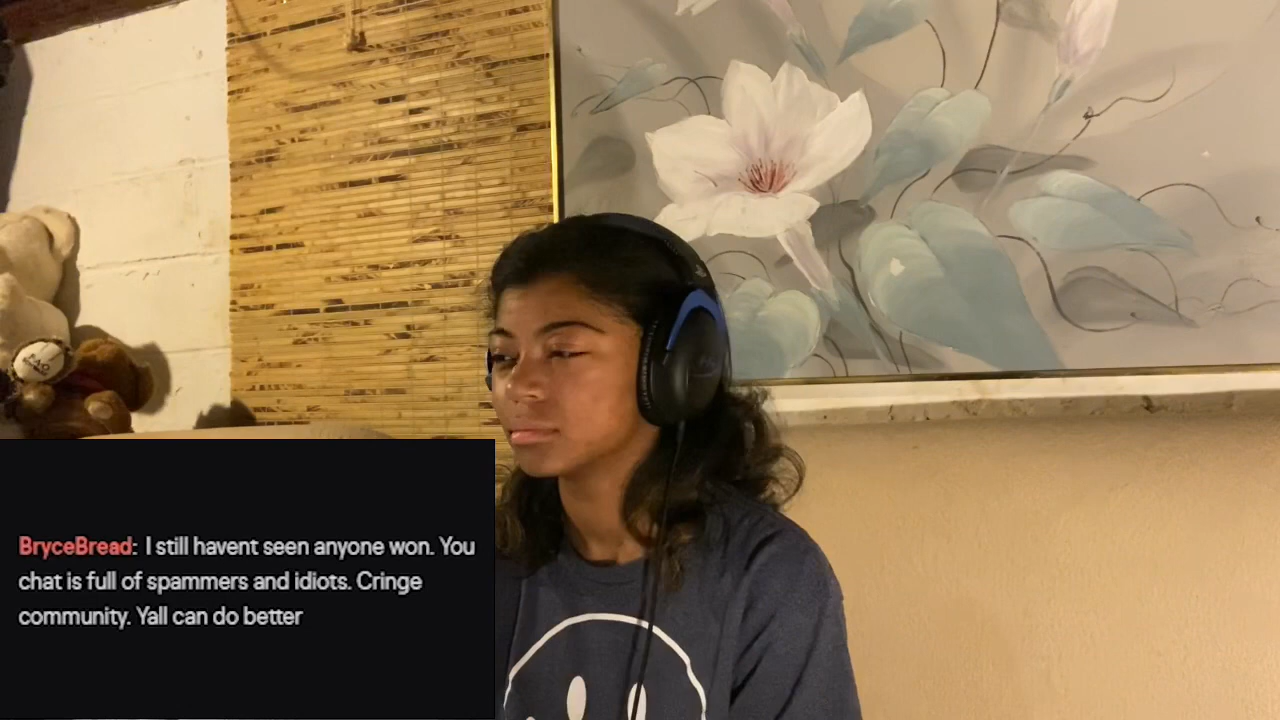 BryceBread: I still havent seen anyone won. You
chat is full of spammers and idiots. Cringe
community. Yall can do better